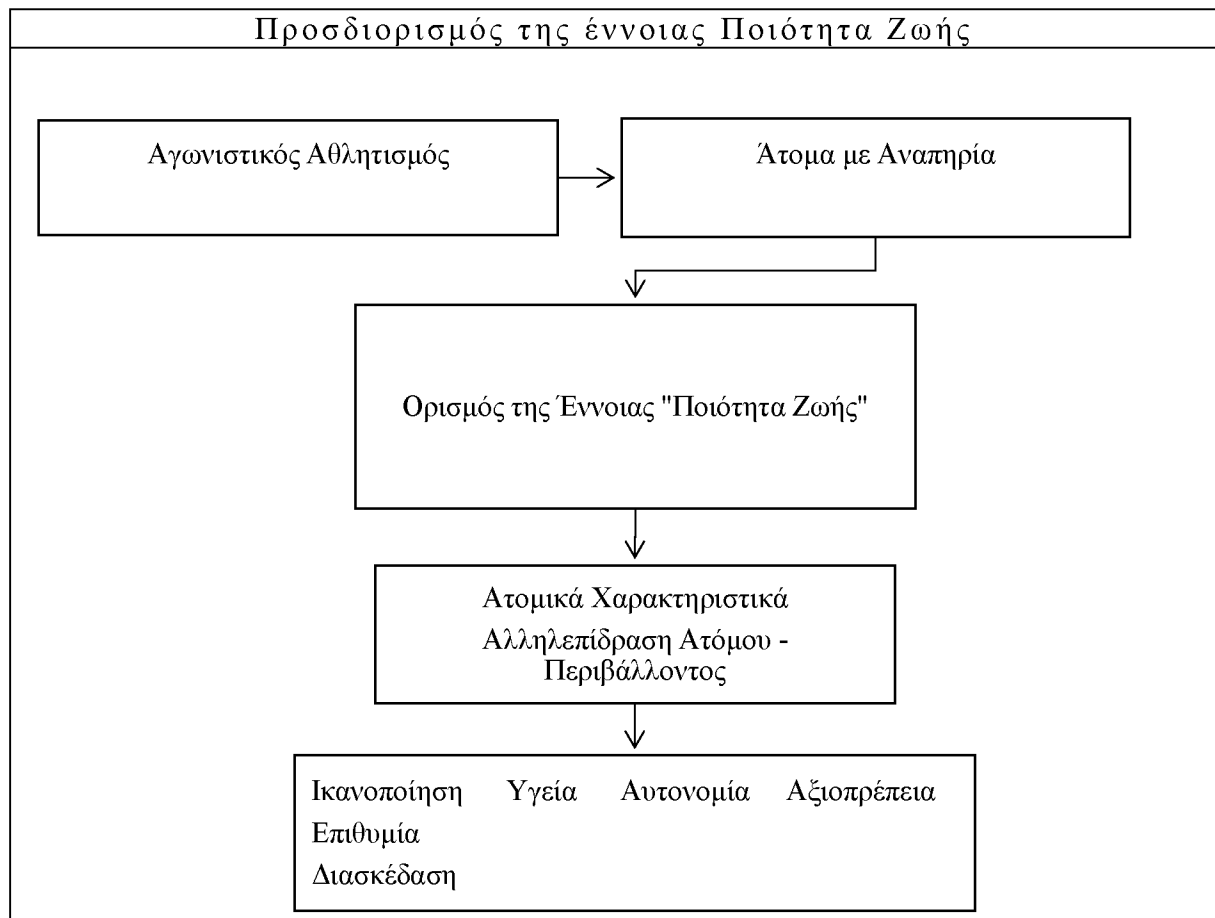 Προσδιορισμός της έννοιας Ποιότητα Ζωής
Αγωνιστικός Αθλητισμός
Άτομα με Αναπηρία
Ορισμός της Έννοιας "Ποιότητα Ζωής"
Ατομικά Χαρακτηριστικά
Αλληλεπίδραση Ατόμου -
Περιβάλλοντος
Ικανοποίηση Υγεία Αυτονομία Αξιοπρέπεια
Επιθυμία
Διασκέδαση